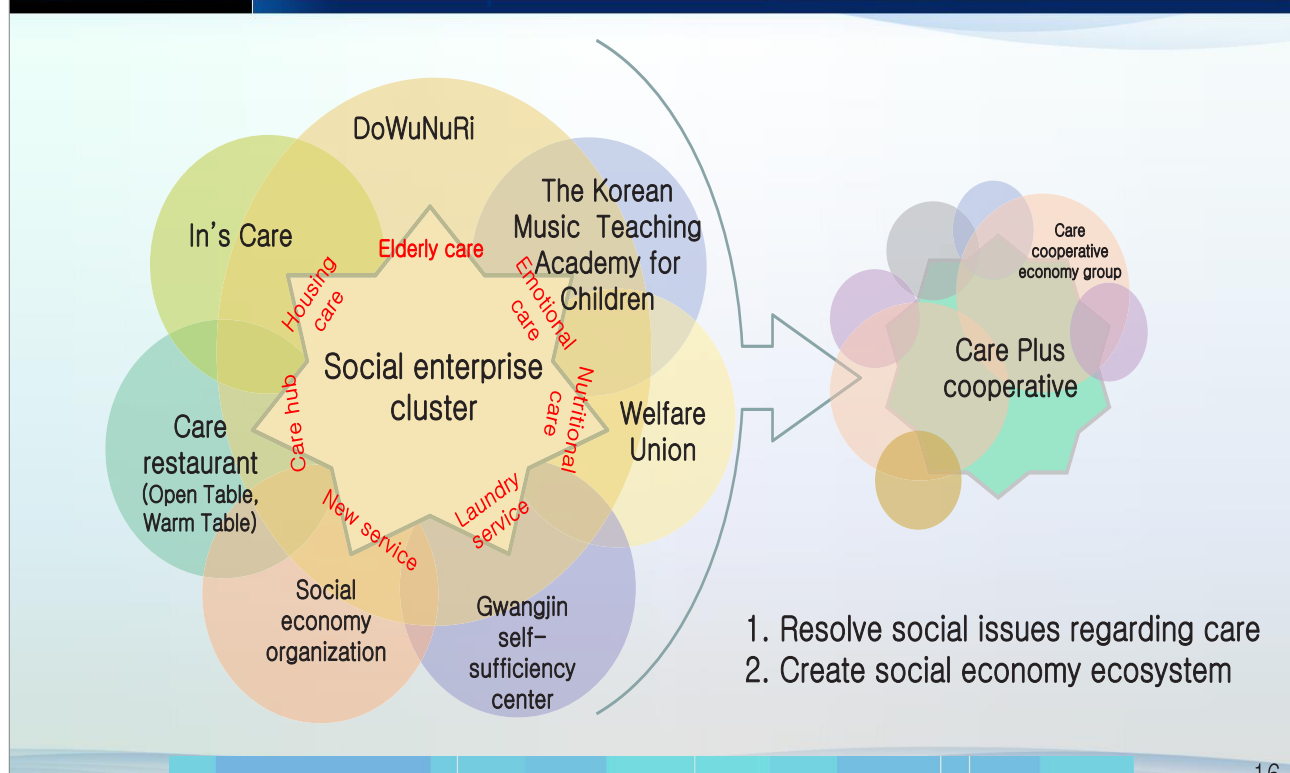 DoWuNuRi
The Korean
Music Teaching
Academy for
Children
In's Care
Elderly care
Housing
care
Emotional
care
Social enterprise
cluster
Care hub
Nutritional
care
Care
restaurant
(Open Table,
Warm Table)
Welfare
Union
New service
Laundry
service
Social
economy
organization
Gwangjin
self-
sufficiency
center
Care
cooperative
economy group
Care Plus
cooperative
1. Resolve social issues regarding care
2. Create social economy ecosystem